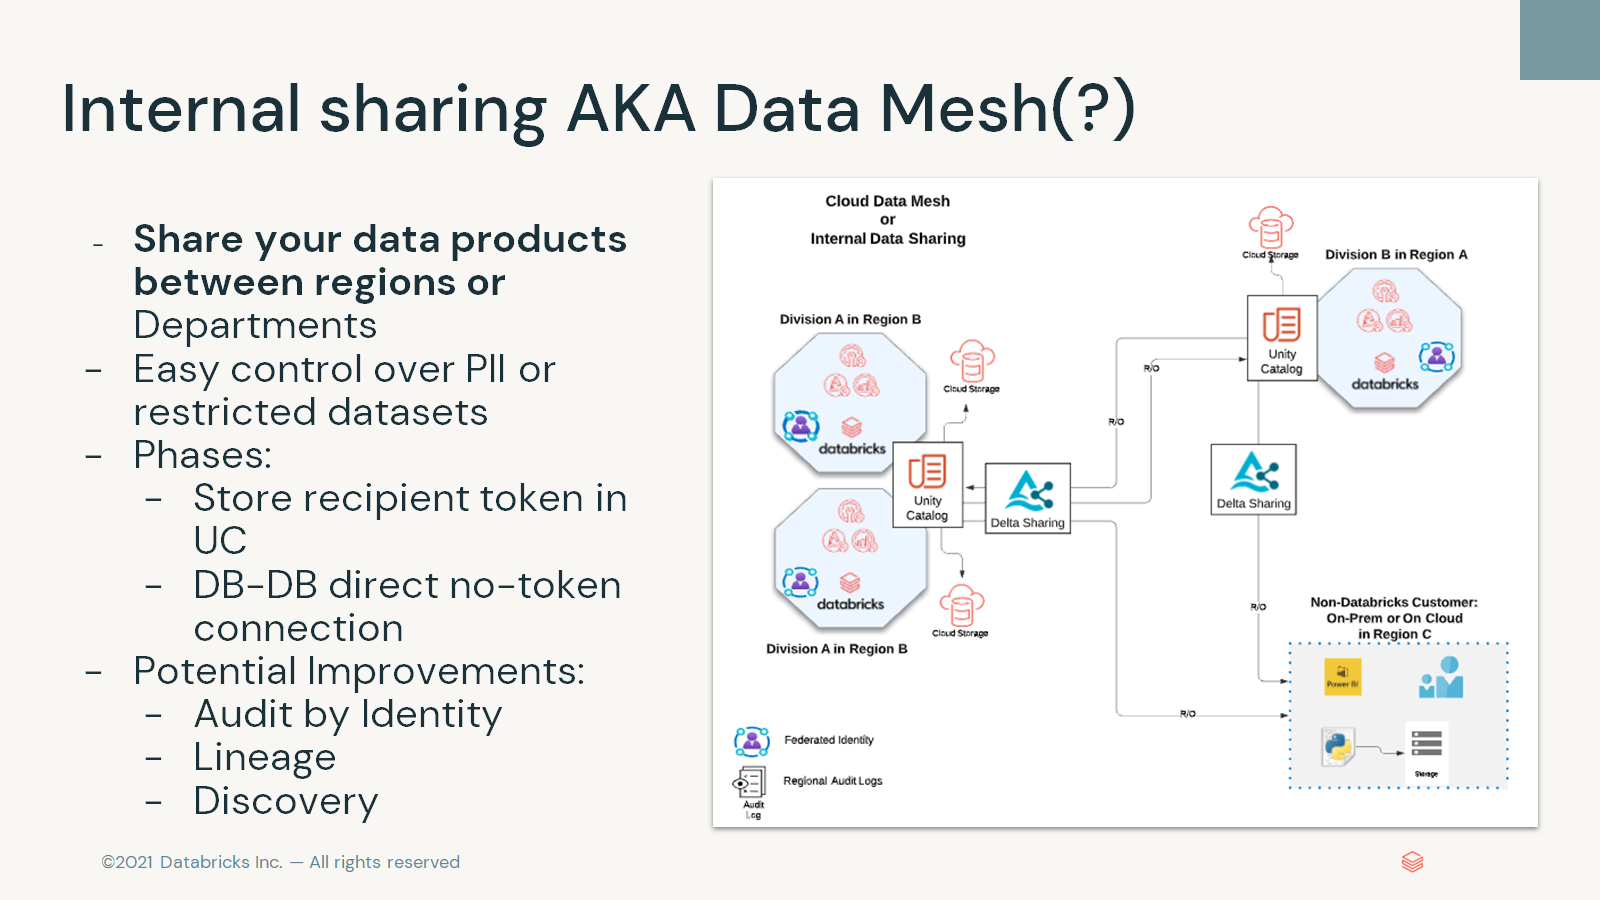 Internal sharing AKA Data Mesh(?)
- Share your data products
between regions or
Departments
- Easy control over PII or
restricted datasets
- Phases:
- Store recipient token in
UC
- DB-DB direct no-token
connection
- Potential Improvements:
- Audit by Identity
- Lineage
- Discovery
Cloud Data Mesh
or
Internal Data Sharing
Division A in Region B
databricks
Cloud Storage
Unity
Catalog
Delta Sharing
databricks
Cloud Storage
Division A in Region B
R/O
R/O
R/O
R/O
Cloud Storage
Division B in Region A
Unity
Catalog
databricks
Delta Sharing
Non-Databricks Customer:
On-Prem or On Cloud
in Region C
Power BI
Storage
Federated Identity
Regional Audit Logs
Audit
Log
©2021 Databricks Inc. — All rights reserved